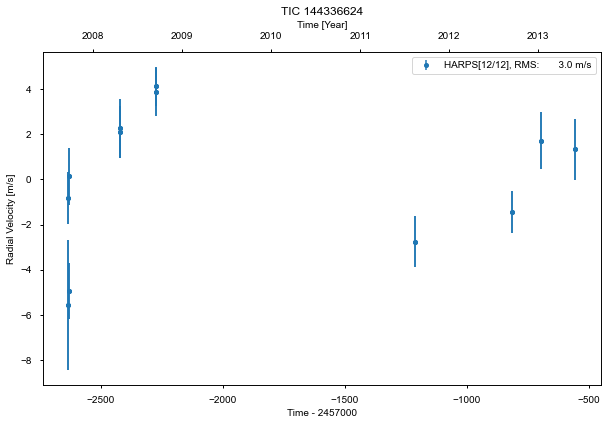 TIC 144336624
Time [Year]
2008 2009 2010 2011 2012 2013
HARPS[12/12], RMS: 3.0 m/s
Radial Velocity [m/s]
4
2
0
−2
−4
−6
−8
−2500 −2000 −1500 −1000 −500
Time - 2457000